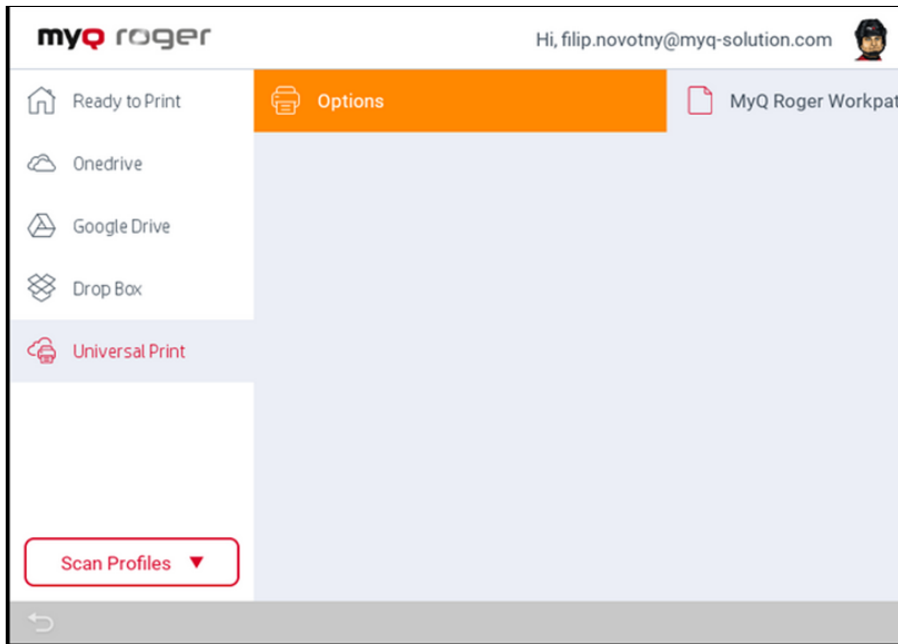 myQ roger
Hi, filip.novotny@myq-solution.com
Ready to Print
Options
MyQ Roger Workpat
Onedrive
Google Drive
Drop Box
Universal Print
Scan Profiles